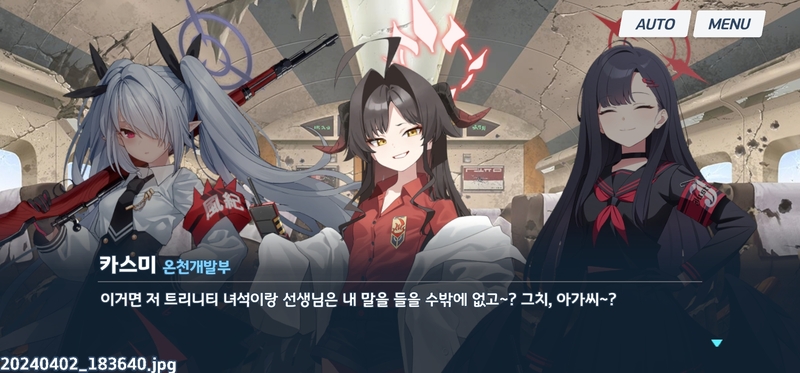 AUTO
MENU
風紀
카스미 온천개발부
이거면 저 트리니티 녀석이랑 선생님은 내 말을 들을 수밖에 없고~? 그치, 아가씨~?
20240402_183640.jpg